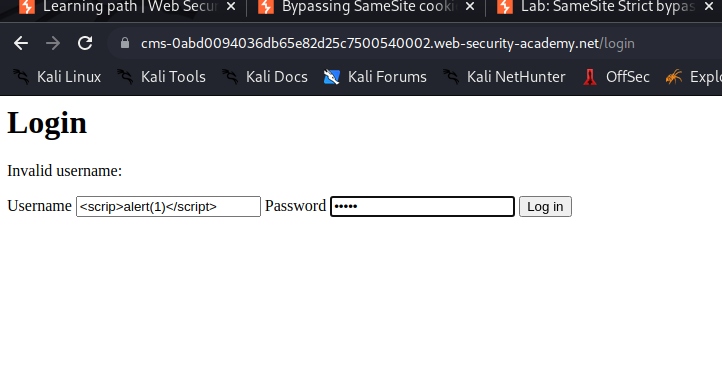 Learning path | Web Secur
Bypassing SameSite cooki
Lab: SameSite Strict bypas
cms-0abd0094036db65e82d25c7500540002.web-security-academy.net/login
Kali Linux Kali Tools Kali Docs Kali Forums Kali NetHunter OffSec Explo
Login
Invalid username:
Username <scrip>alert(1)</script> Password ••••• Log in